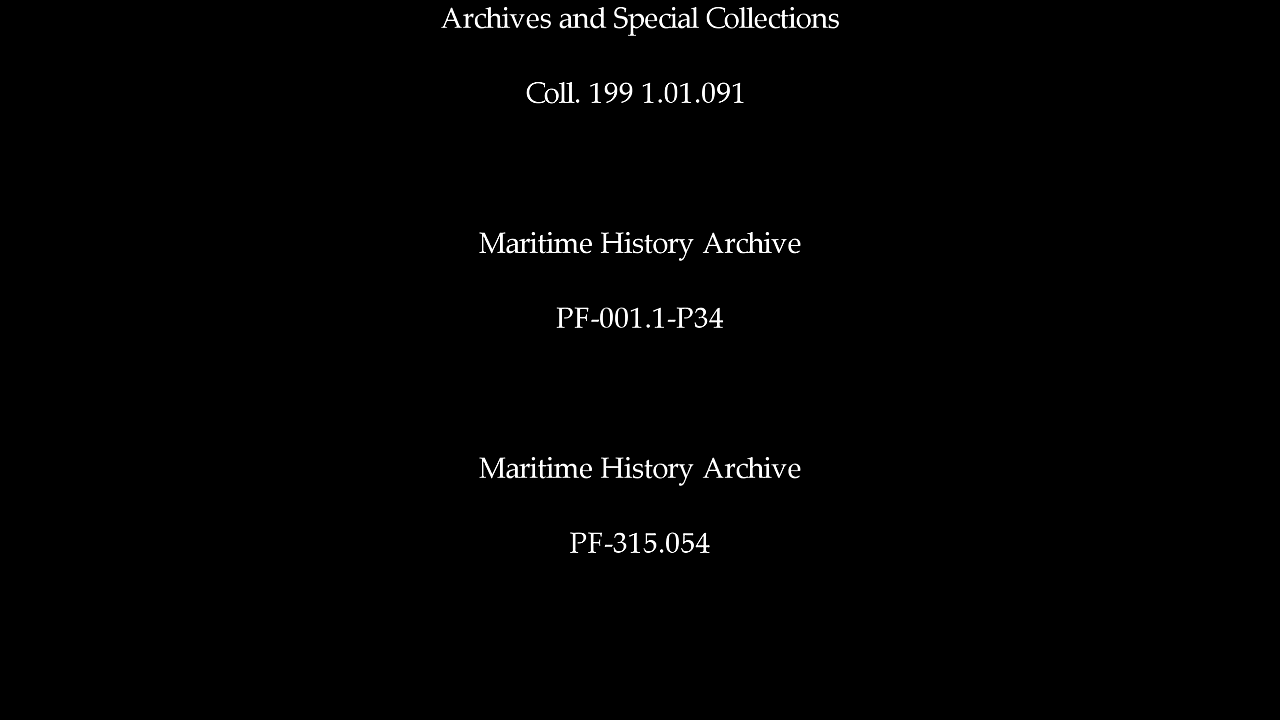 Archives and Special Collections
Coll. 199 1.01.091
Maritime History Archive
PF-001.1-P34
Maritime History Archive
PF-315.054